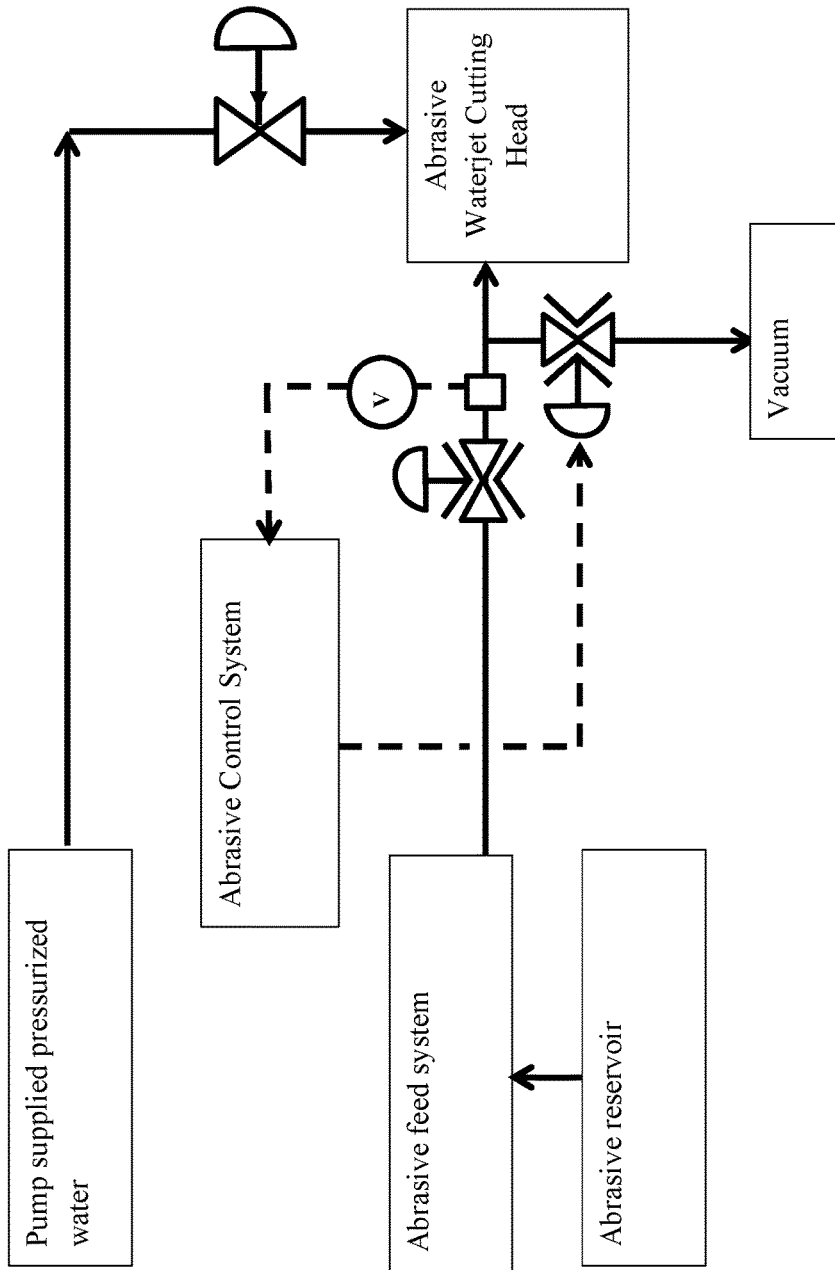 Pump supplied pressurized
water
Abrasive Control System
Abrasive feed system
Abrasive reservoir
v
Abrasive
Waterjet Cutting
Head
Vacuum